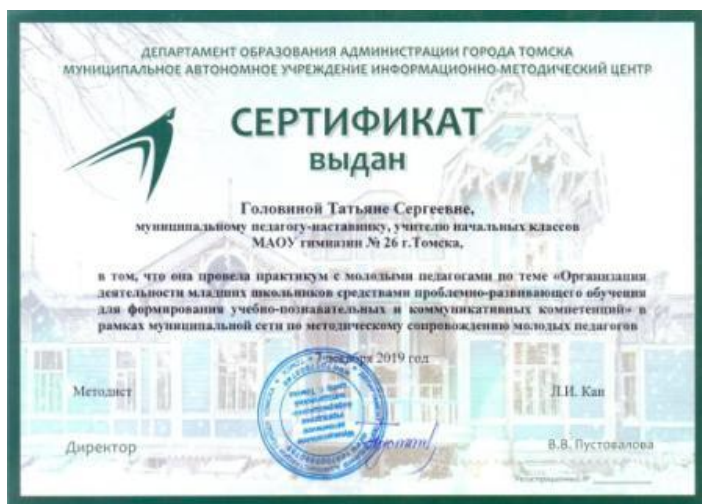 ДЕПАРТАМЕНТ ОБРАЗОВАНИЯ АДМИНИСТРАЦИИ ГОРОДА ТОМСКА
МУНИЦИПАЛЬНОЕ АВТОНОМНОЕ УЧРЕЖДЕНИЕ ИНФОРМАЦИОННО-МЕТОДИЧЕСКИЙ ЦЕНТР
СЕРТИФИКАТ
выдан
Головиной Татьяне Сергеевне,
муниципальному педагогу-наставнику, учителю начальных классов
МАОУ гимназии № 26 г.Томска,
в том, что она провела практикум с молодыми педагогами по теме «Организация
деятельности младших школьников средствами проблемно-развивающего обучения
для формирования учебно-познавательных и коммуникативных компетенций» в
рамках муниципальной сети по методическому сопровождению молодых педагогов
2019 год
Методист Л.И. Кан
Директор В.В. Пустовалова
Регистрационный №